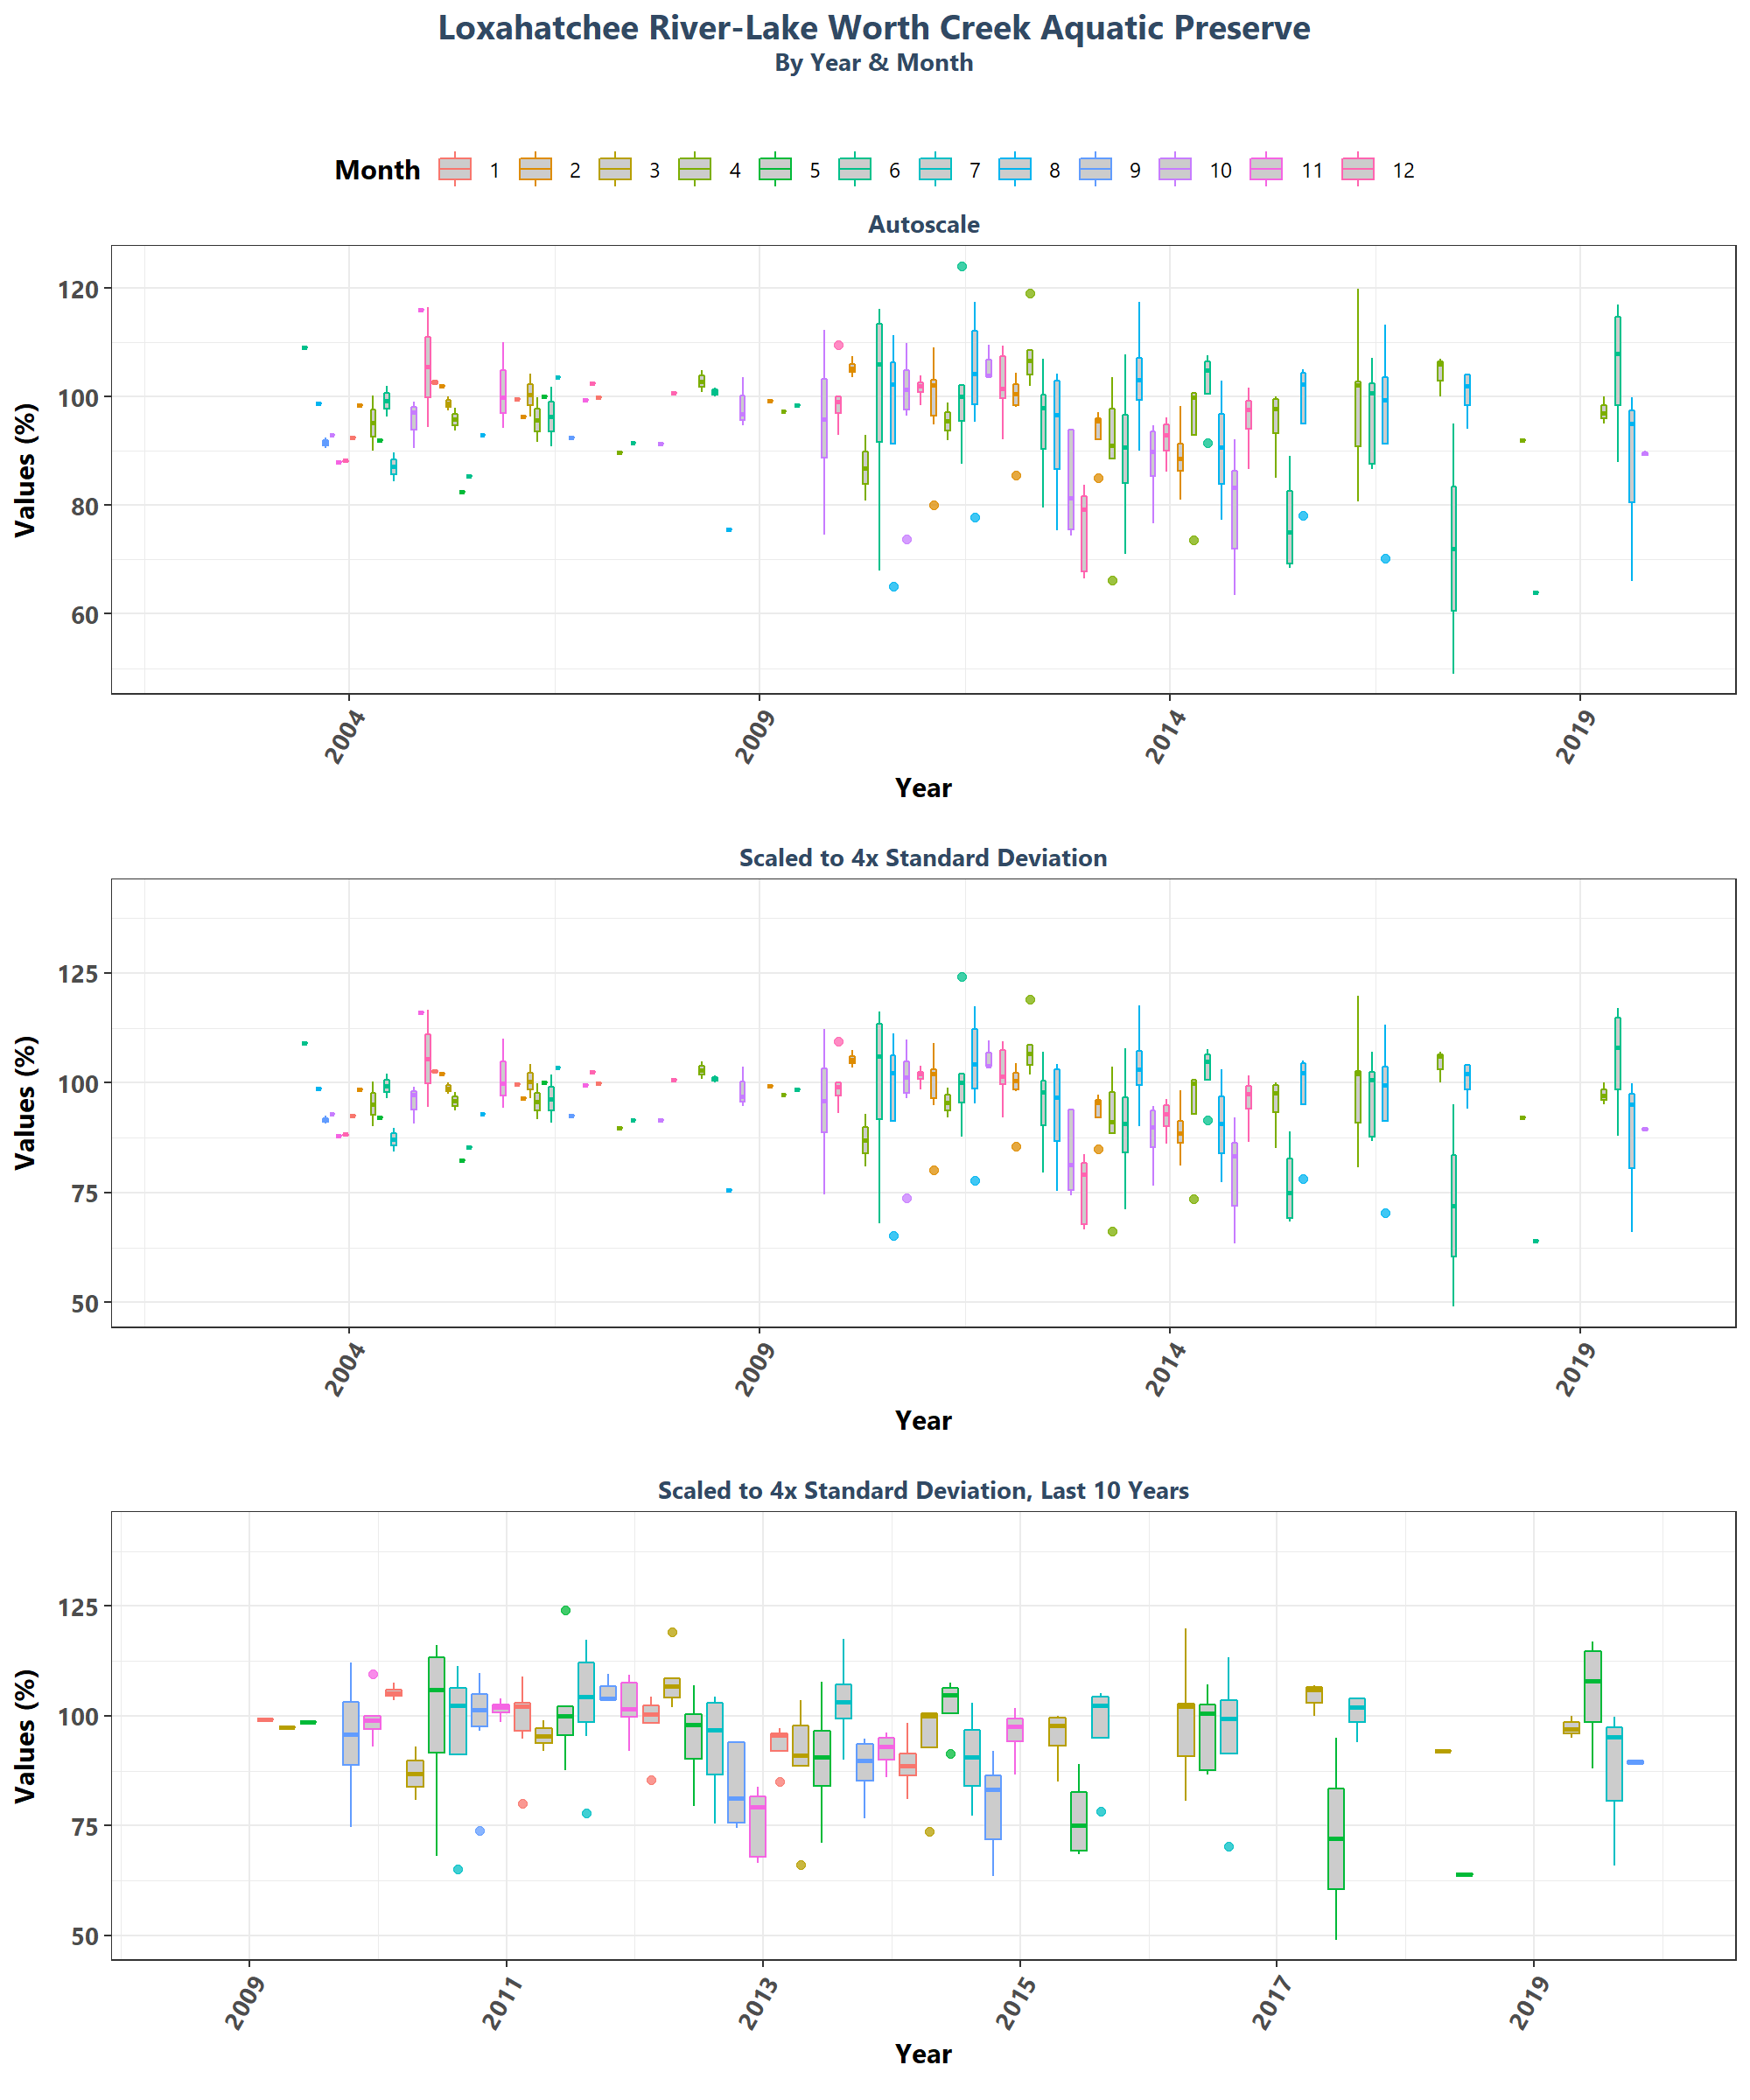 Loxahatchee River-Lake Worth Creek Aquatic Preserve
By Year & Month
Month 1 2 3 4 5 6 7 8 9 10 11 12
Autoscale
Values (%)
120
100
80
60
2004 2009 2014 2019
Year
Scaled to 4x Standard Deviation
Values (%)
125
100
75
50
2004 2009 2014 2019
Year
Scaled to 4x Standard Deviation, Last 10 Years
Values (%)
125
100
75
50
2009 2011 2013 2015 2017 2019
Year